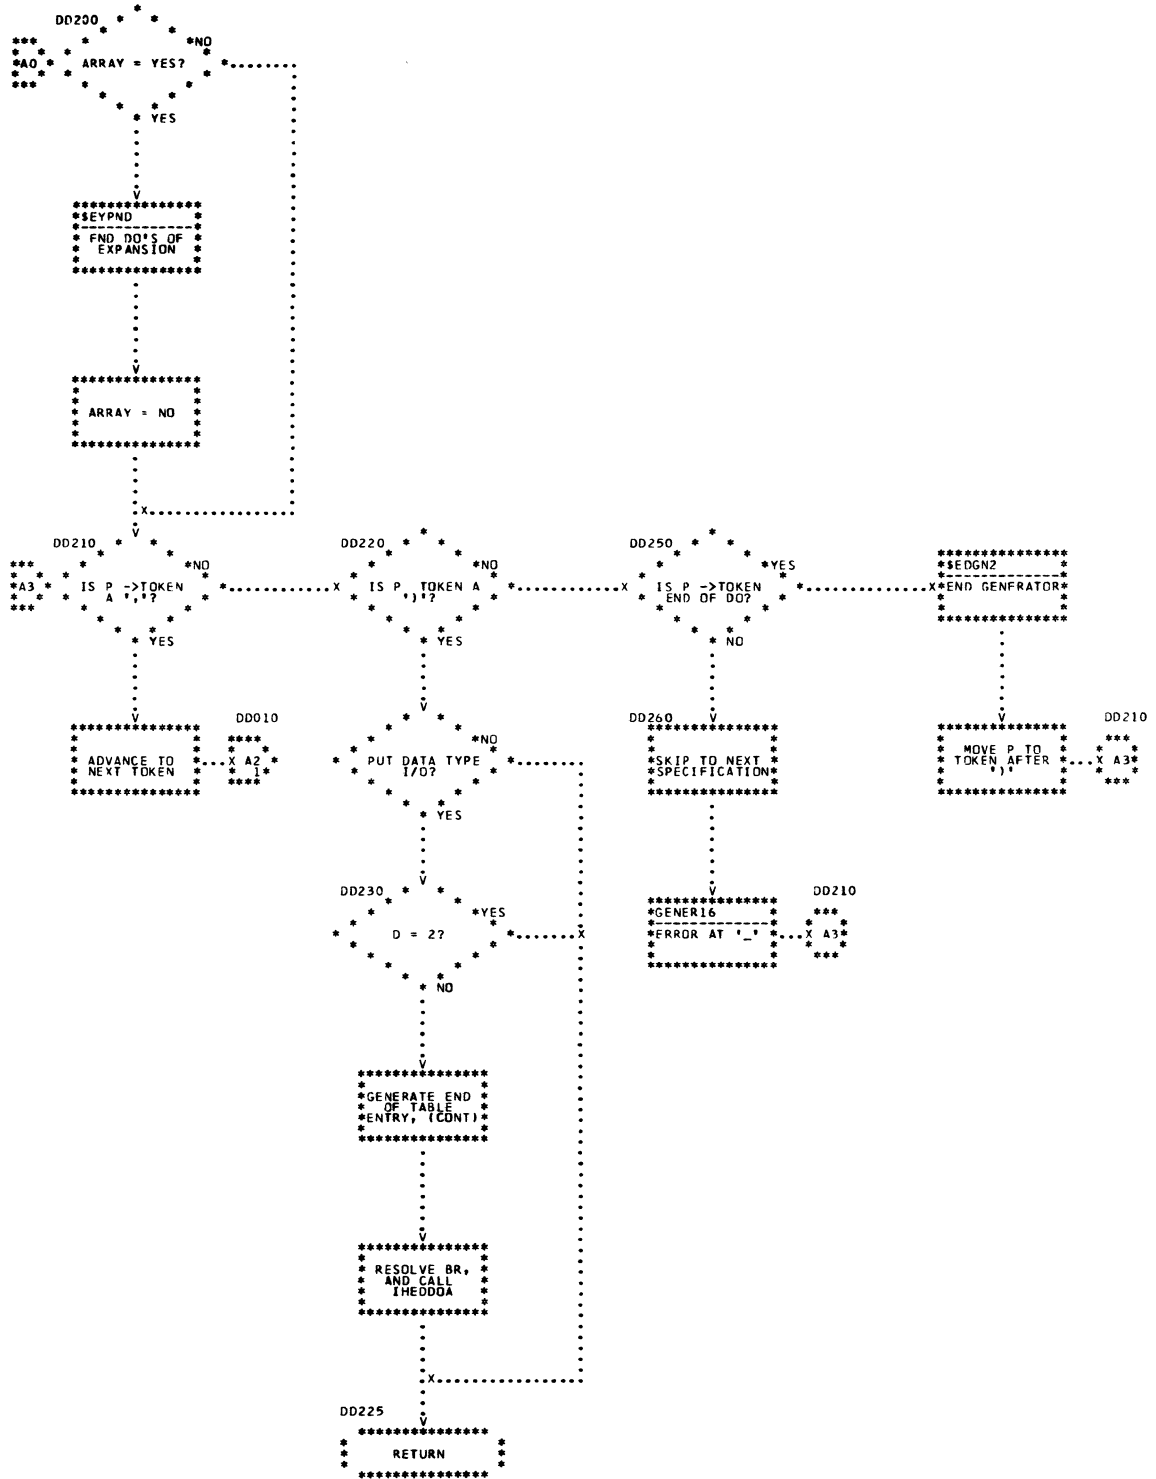 DD200
NO
A0
ARRAY = YES?
YES
$EYPND
END DO'S OF
EXPANSION
ARRAY = NO
X
DD210
NO
A3
IS P ->TOKEN
A ','?
YES
DD220
NO
X
IS P TOKEN A
')'?
YES
DD250
YES
X
IS P ->TOKEN
END OF DO?
NO
$EDGN2
X
END GENERATOR
ADVANCE TO
NEXT TOKEN
DD010
X A2
1
PUT DATA TYPE
I/O?
NO
YES
DD260
SKIP TO NEXT
SPECIFICATION
MOVE P TO
TOKEN AFTER
')'
DD210
X A3
DD230
YES
D = 2?
X
NO
GENER16
ERROR AT '_'
DD210
X A3
GENERATE END
OF TABLE
ENTRY, (CONT)
RESOLVE BR,
AND CALL
IHEDDOA
X
DD225
RETURN